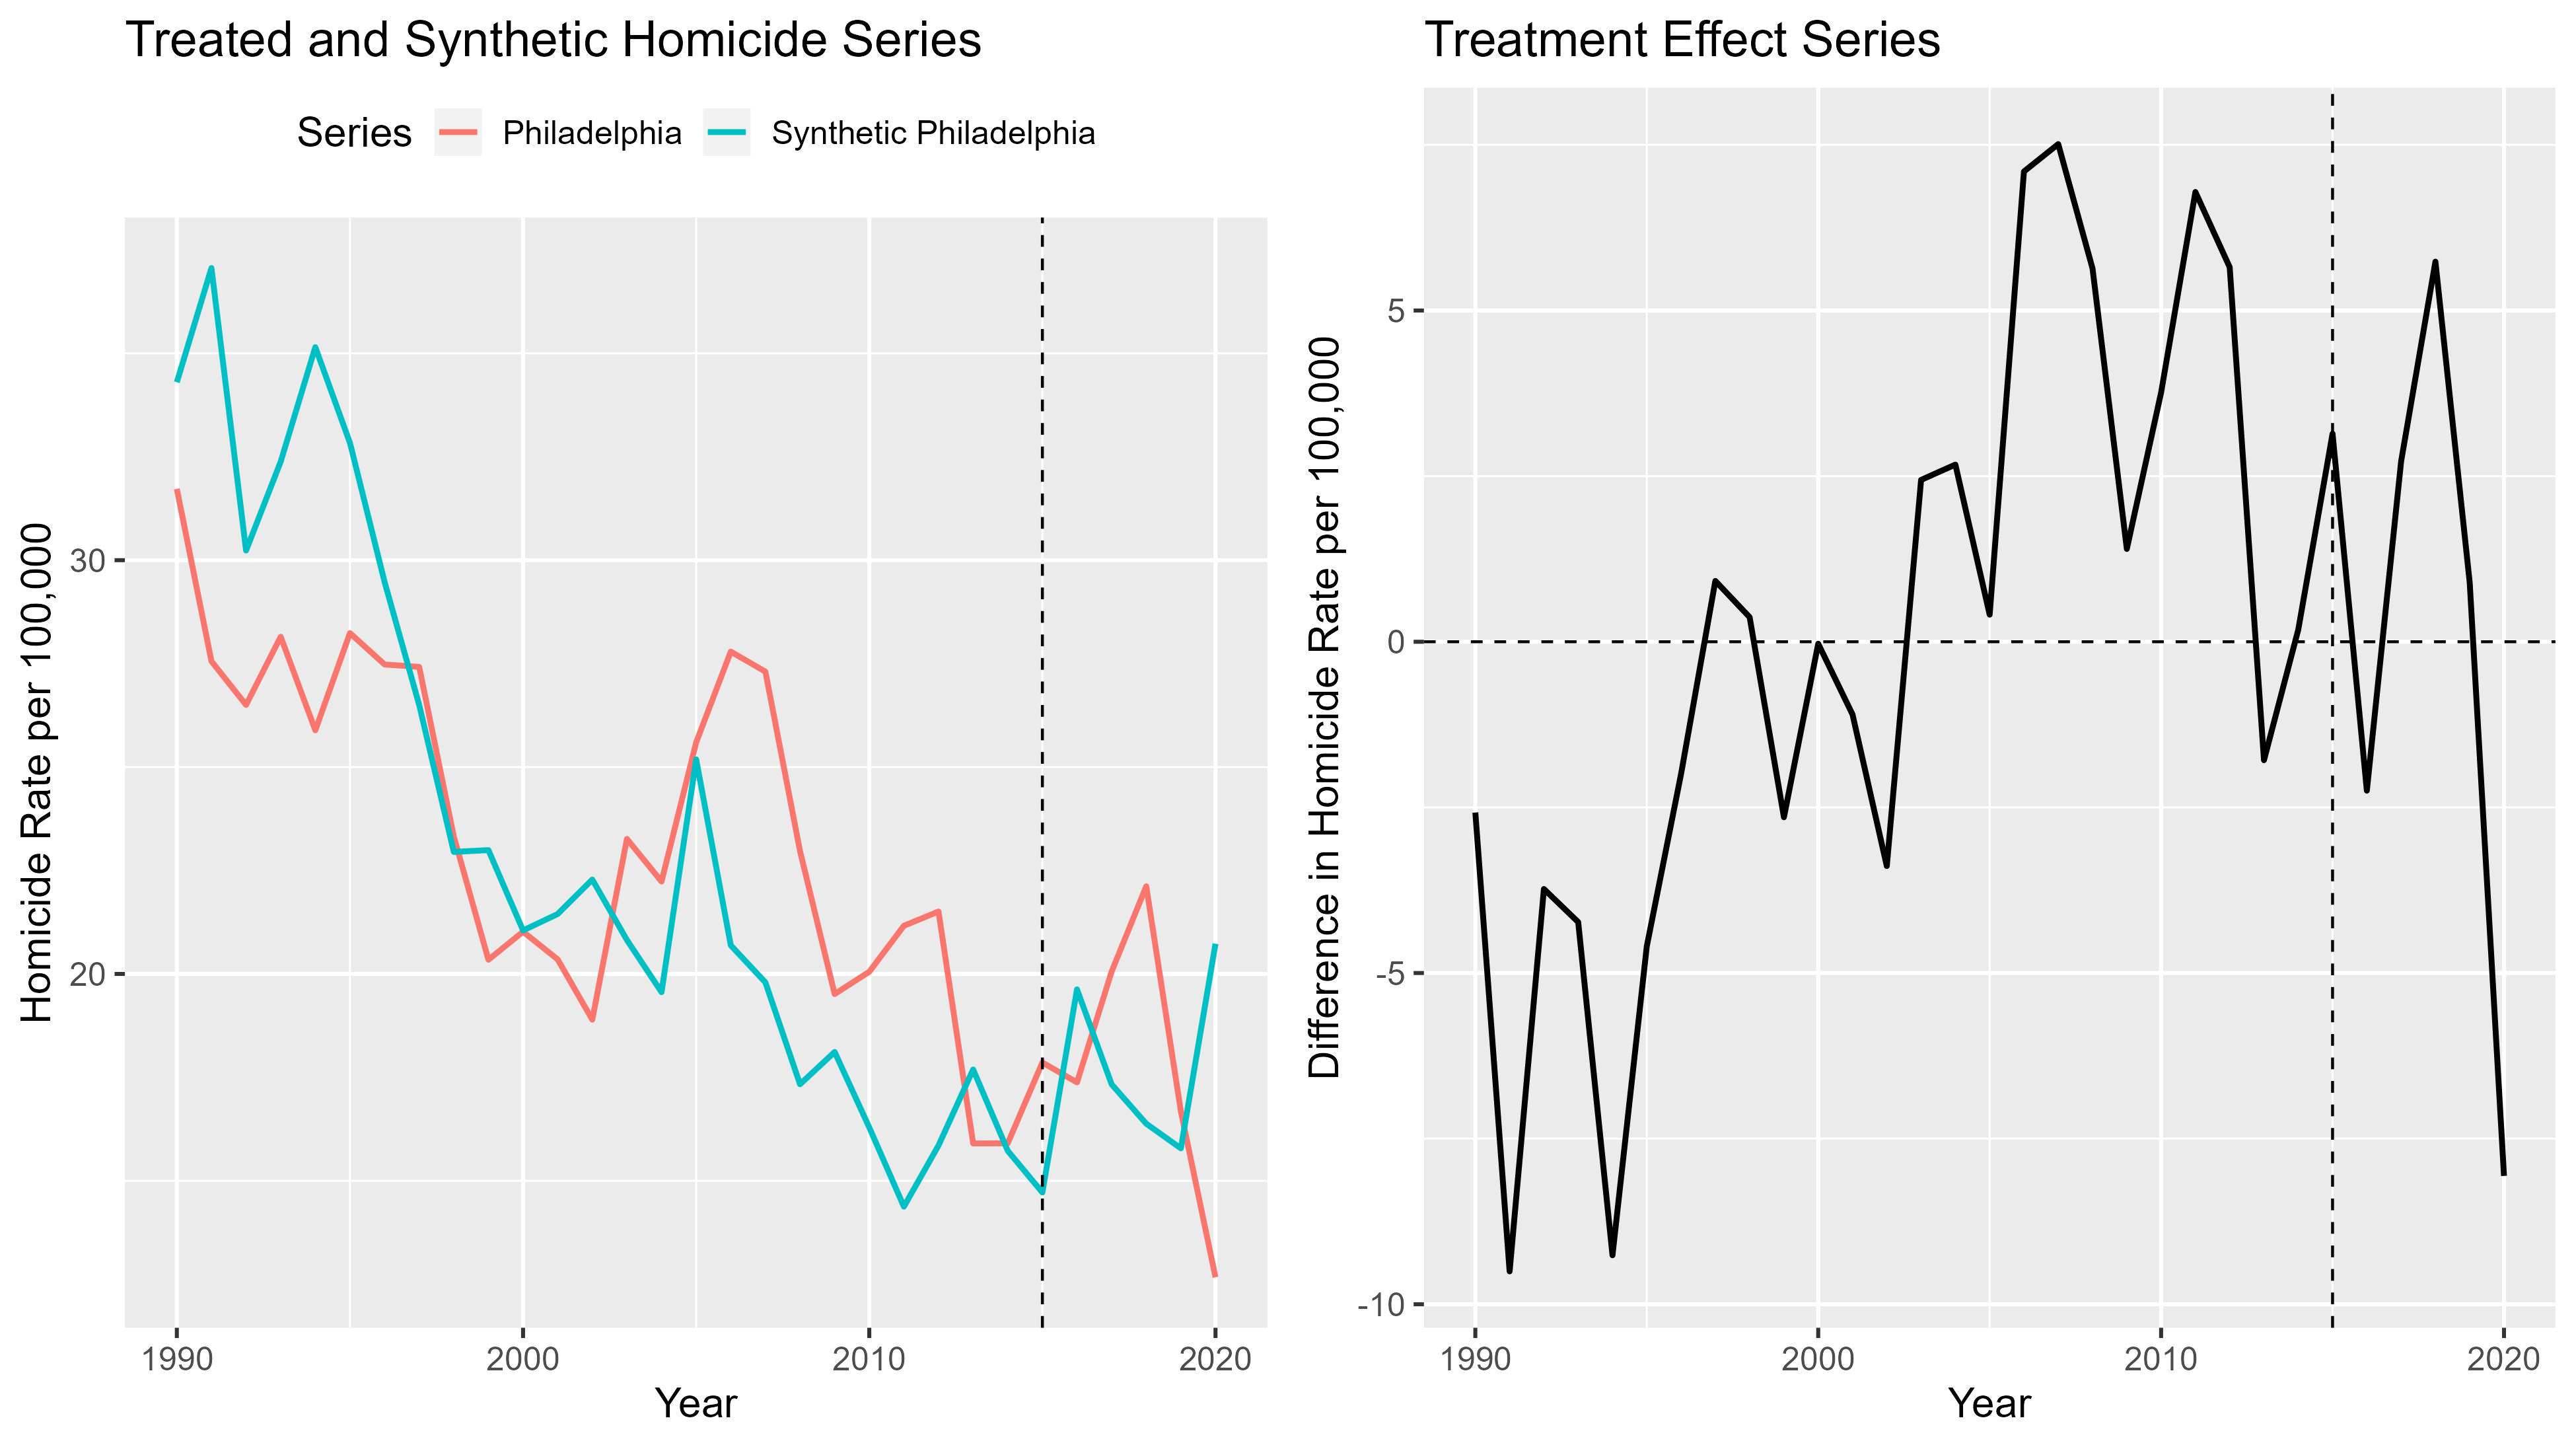 Treated and Synthetic Homicide Series
Series Philadelphia Synthetic Philadelphia
Homicide Rate per 100,000
30
20
1990 2000 2010 2020
Year
Treatment Effect Series
Difference in Homicide Rate per 100,000
5
0
-5
-10
1990 2000 2010 2020
Year